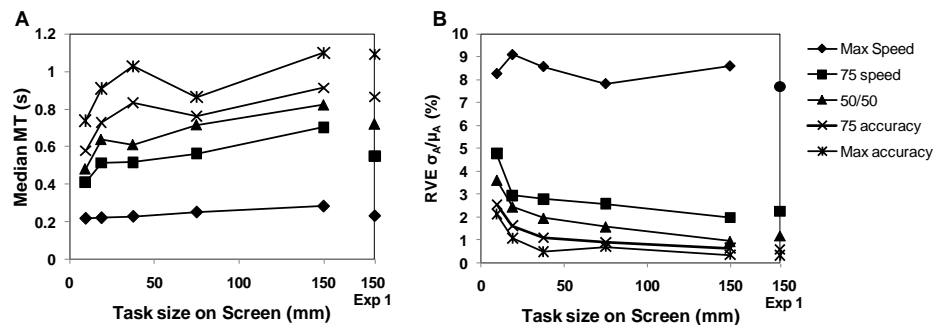 A
B
Median MT (s)
1.2
1
0.8
0.6
0.4
0.2
0
0
50
100
150
150
Exp 1
Task size on Screen (mm)
RVE σA/μA (%)
10
9
8
7
6
5
4
3
2
1
0
0
50
100
150
150
Exp 1
Task size on Screen (mm)
Max Speed
75 speed
50/50
75 accuracy
Max accuracy